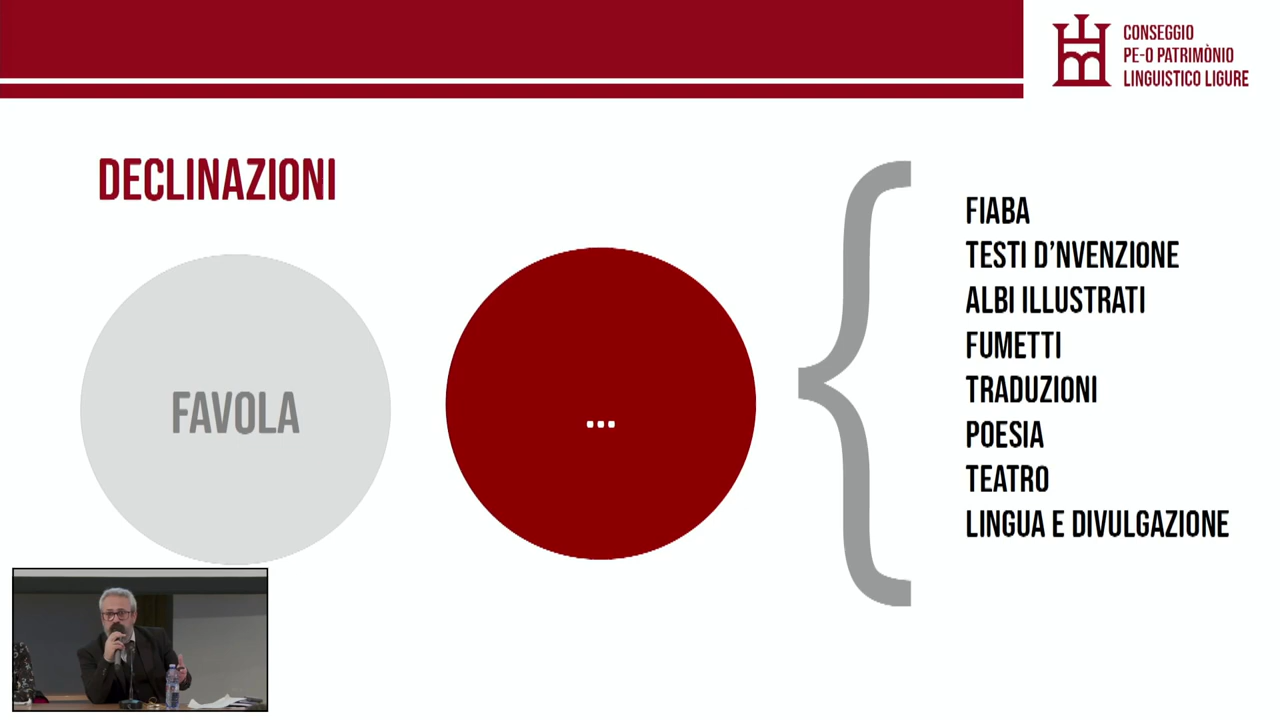 CONSEGGIO
PE-O PATRIMÒNIO
LINGUISTICO LIGURE
DECLINAZIONI
FAVOLA
...
FIABA
TESTI D'NVENZIONE
ALBI ILLUSTRATI
FUMETTI
TRADUZIONI
POESIA
TEATRO
LINGUA E DIVULGAZIONE